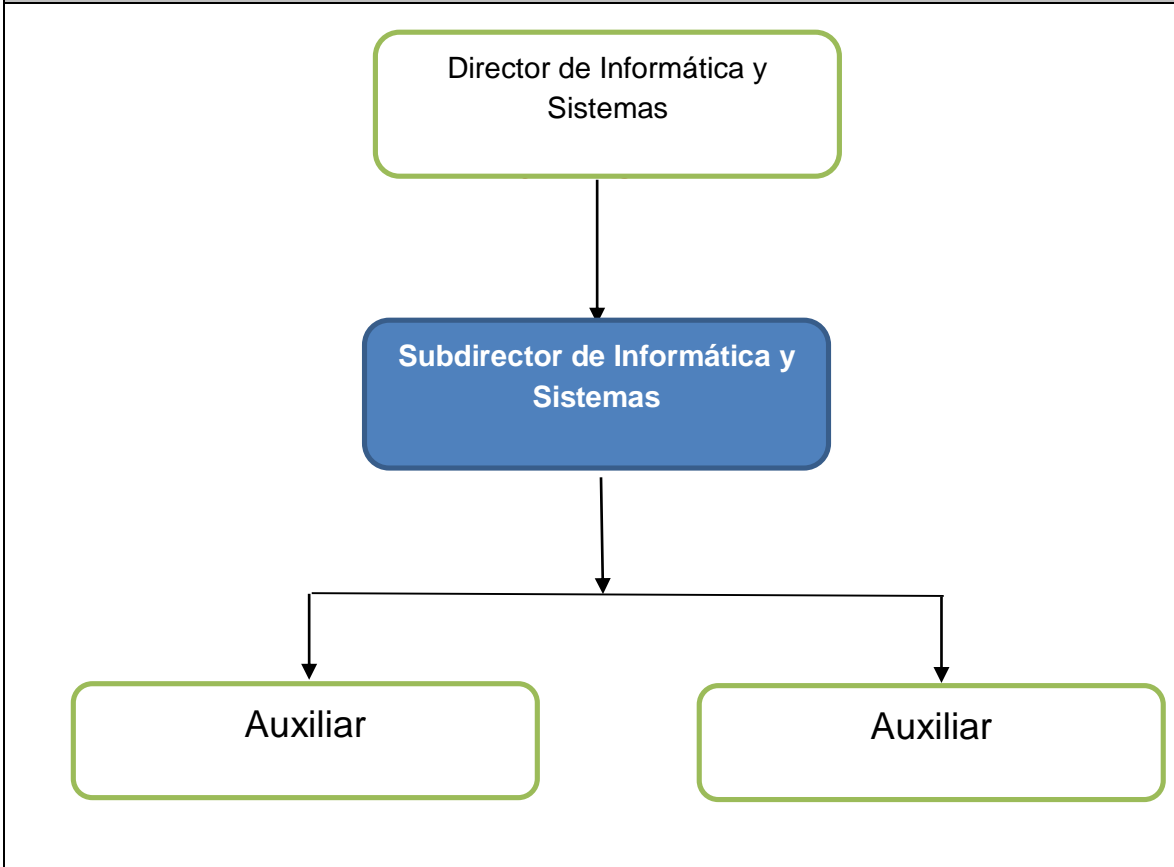 Director de Informática y
Sistemas
Subdirector de Informática y
Sistemas
Auxiliar
Auxiliar